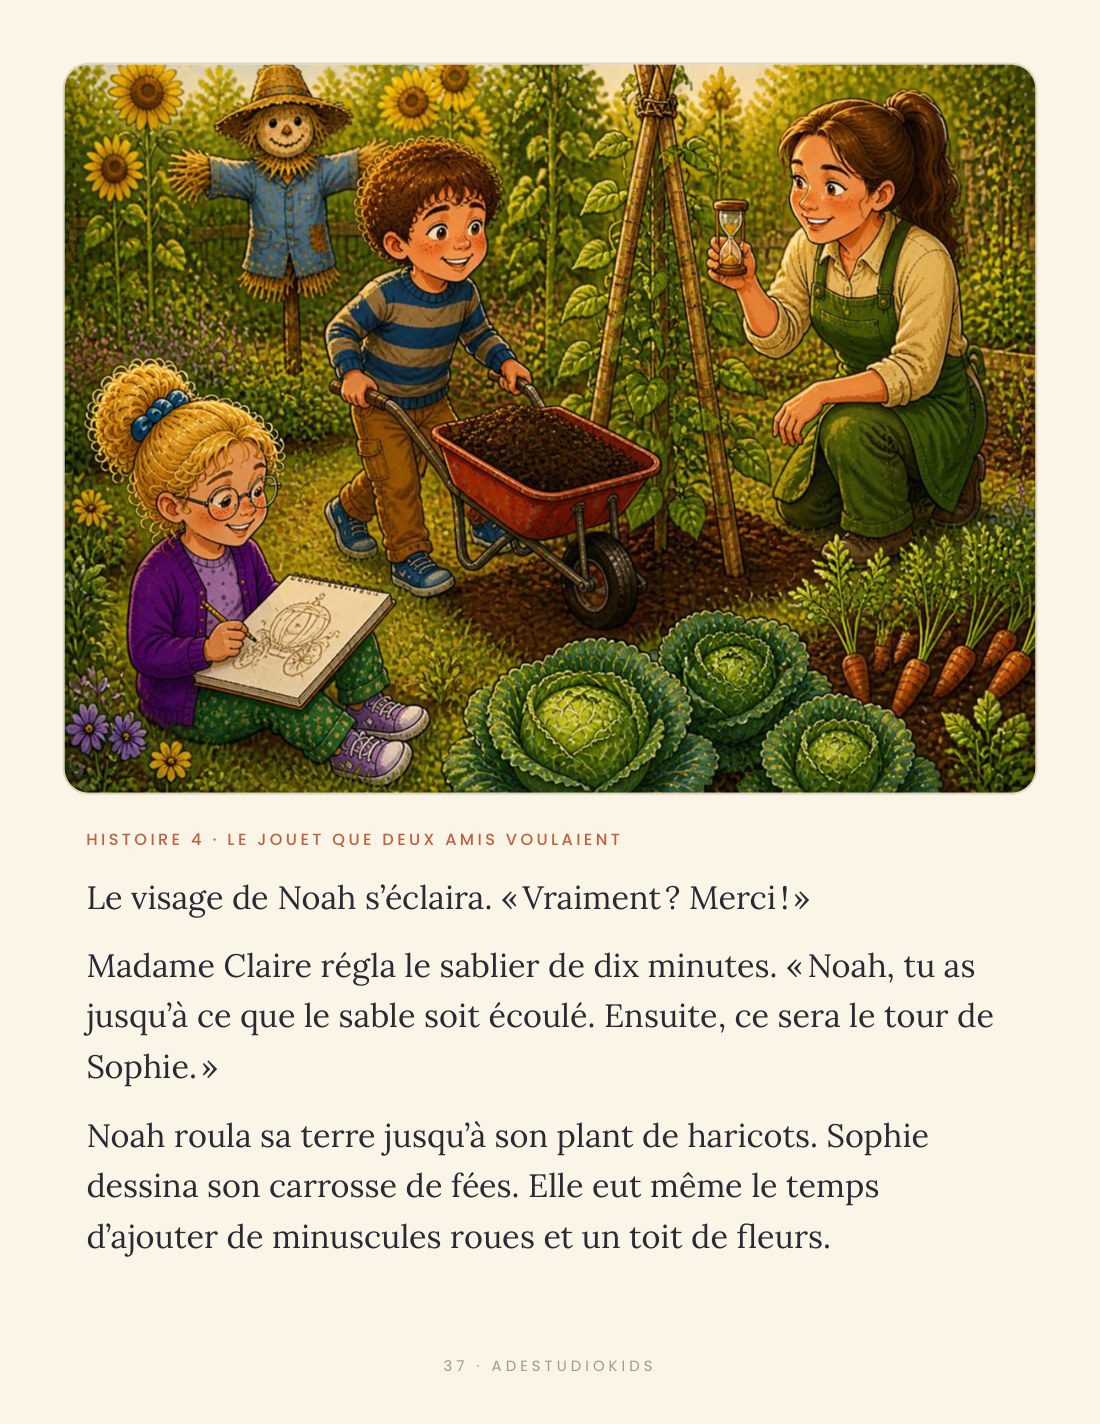 HISTOIRE 4 · LE JOUET QUE DEUX AMIS VOULAIENT
Le visage de Noah s’éclaira. « Vraiment ? Merci ! »
Madame Claire régla le sablier de dix minutes. « Noah, tu as
jusqu’à ce que le sable soit écoulé. Ensuite, ce sera le tour de
Sophie. »
Noah roula sa terre jusqu’à son plant de haricots. Sophie
dessina son carrosse de fées. Elle eut même le temps
d’ajouter de minuscules roues et un toit de fleurs.
37 · ADESTUDIOKIDS